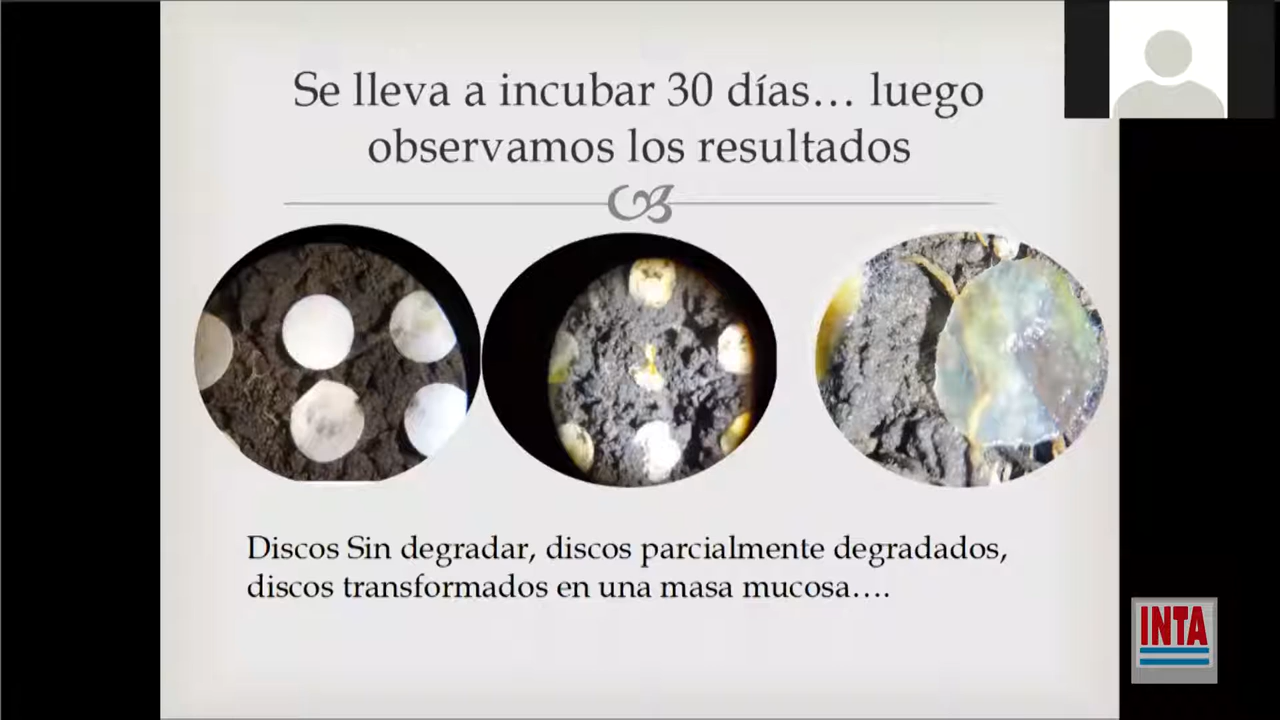 Se lleva a incubar 30 días… luego
observamos los resultados
Discos Sin degradar, discos parcialmente degradados,
discos transformados en una masa mucosa….
INTA